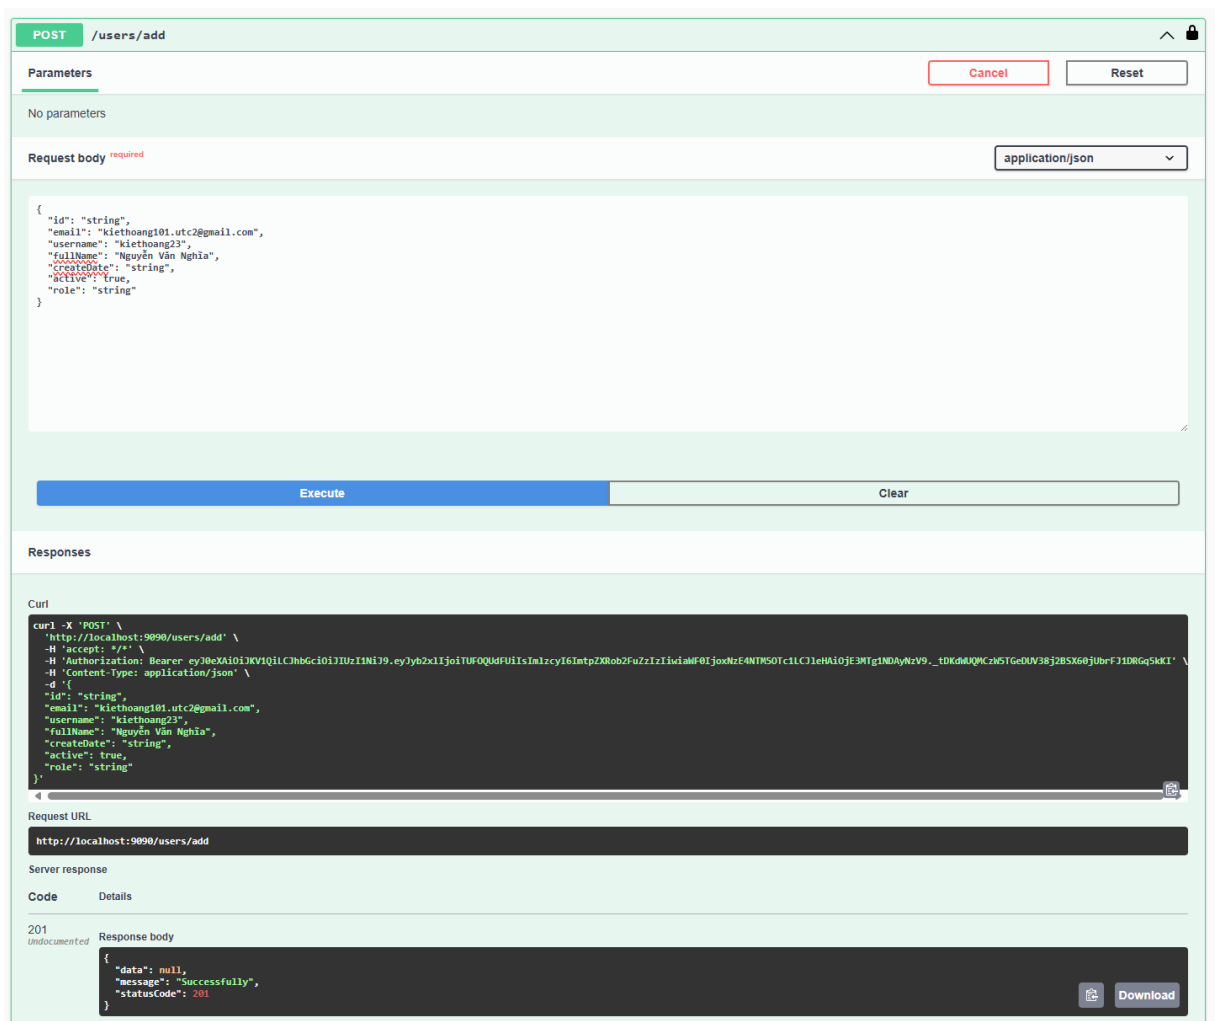 POST /users/add
Parameters
Cancel
Reset
No parameters
Request body required
application/json
{
"id": "string",
"email": "kiethoang101.utc2@gmail.com",
"username": "kiethoang23",
"fullName": "Nguyễn Văn Nghĩa",
"createDate": "string",
"active": true,
"role": "string"
}
Execute
Clear
Responses
Curl
curl -X 'POST' \
'http://localhost:9090/users/add' \
-H 'accept: */*' \
-H 'Authorization: Bearer \
-H 'Content-Type: application/json' \
-d '{
"id": "string",
"email": "kiethoang101.utc2@gmail.com",
"username": "kiethoang23",
"fullName": "Nguyễn Văn Nghĩa",
"createDate": "string",
"active": true,
"role": "string"
}'
Request URL
http://localhost:9090/users/add
Server response
Code Details
201
Undocumented
Response body
{
"data": null,
"message": "Successfully",
"statusCode": 201
}
Download